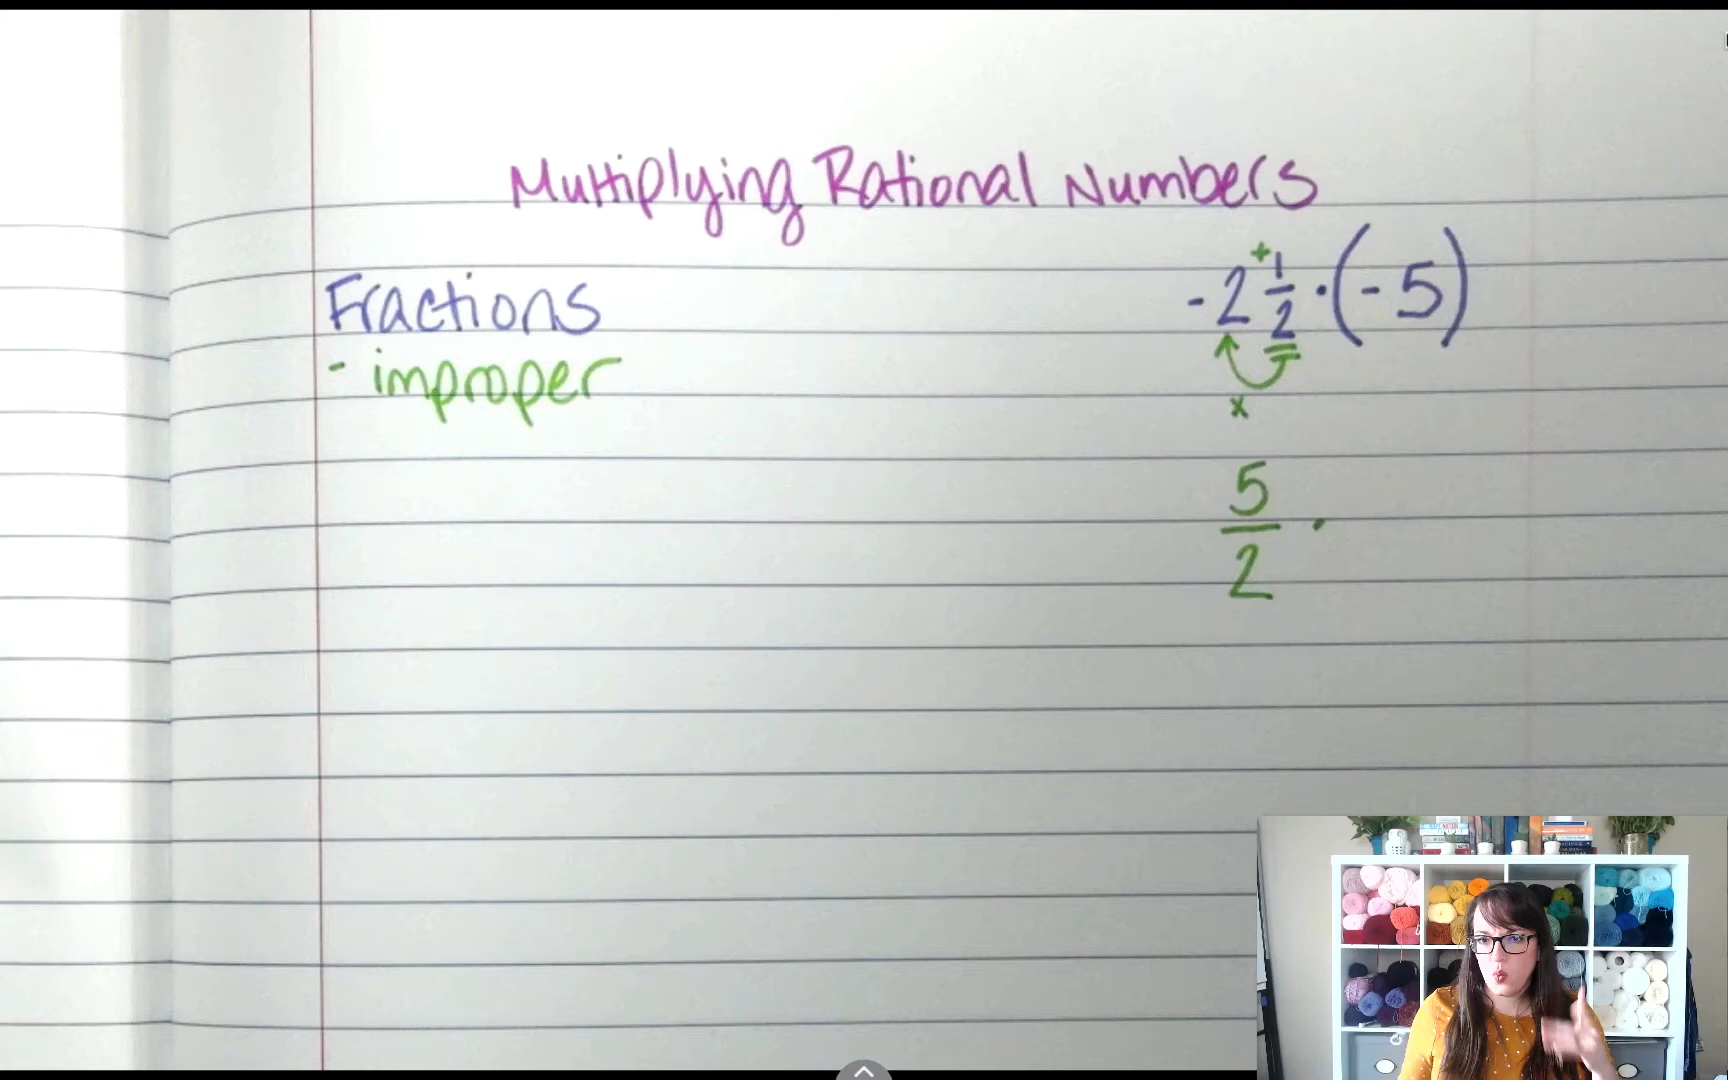 Multiplying Rational Numbers
Fractions
- improper
+
- 2 1/2 · (- 5)
x
5/2 ·